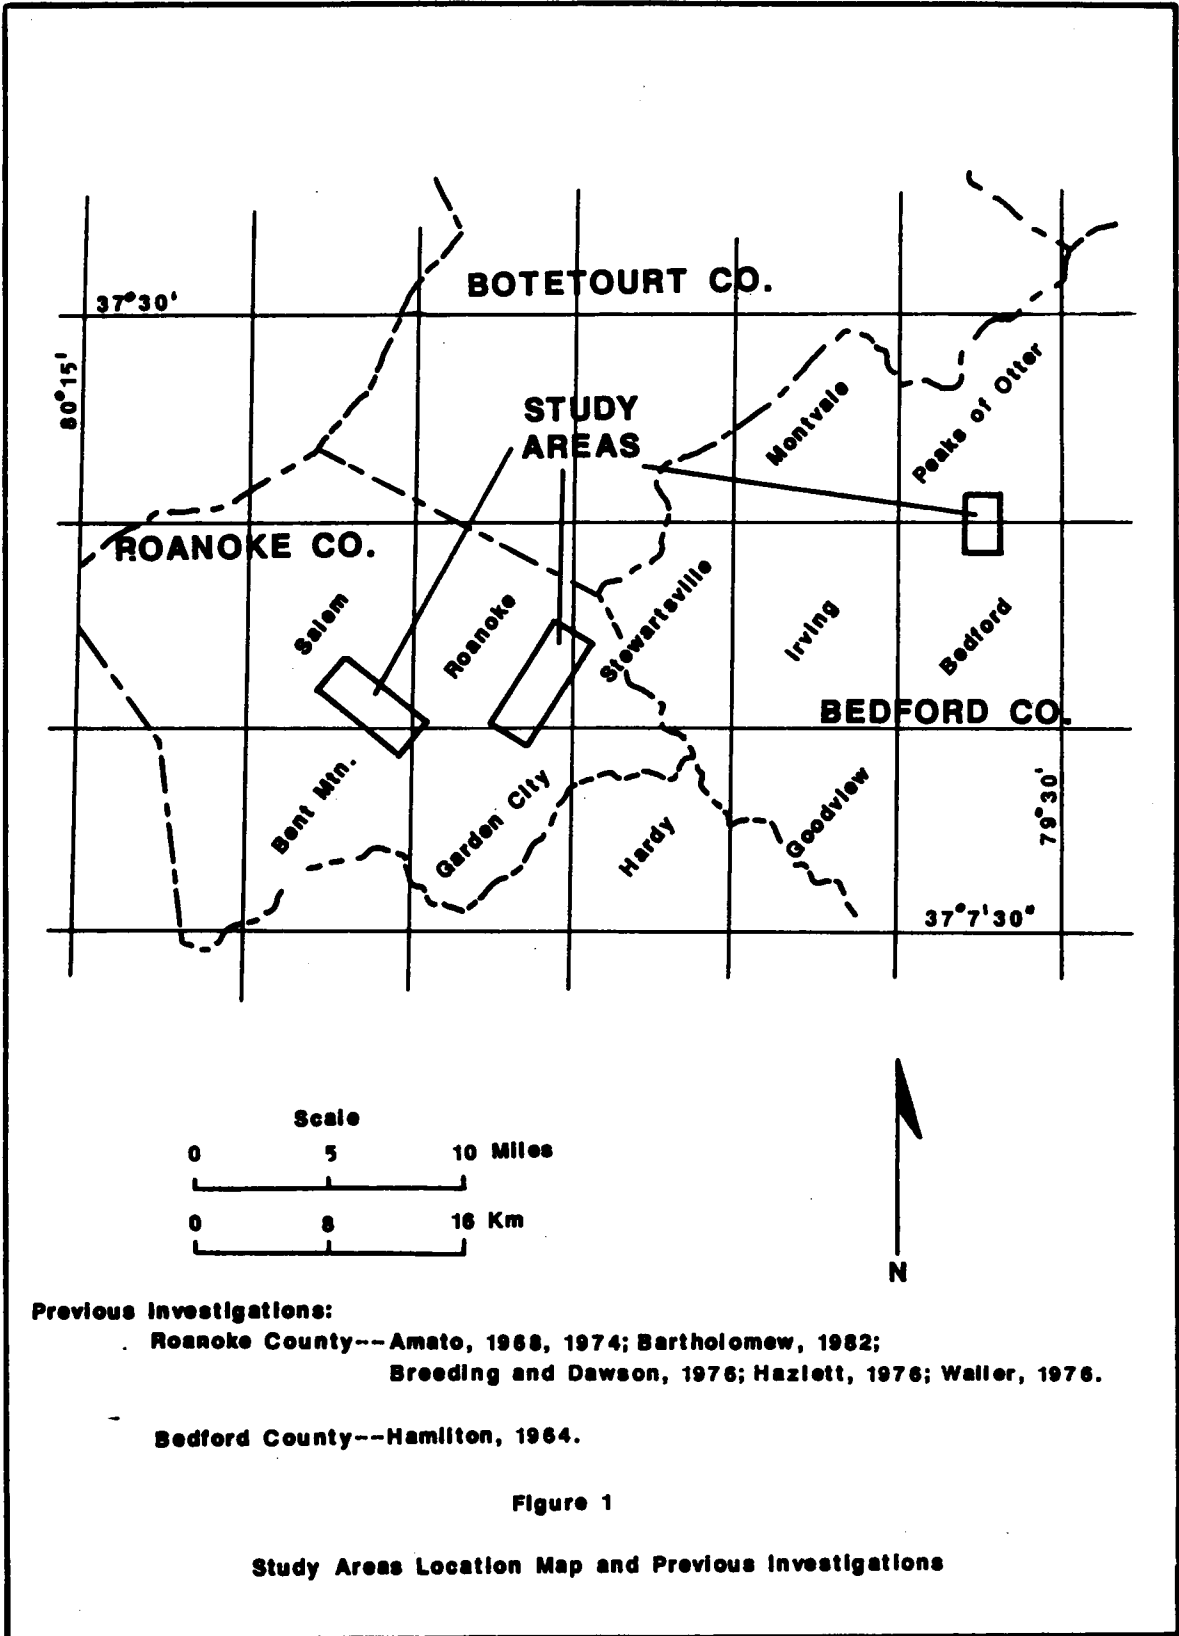 BOTETOURT CO.
37°30'
80°15'
STUDY
AREAS
Montvale
Peaks of Otter
ROANOKE CO.
Salem
Roanoke
Stewartsville
Irving
Bedford
BEDFORD CO.
Bent Mtn.
Garden City
Hardy
Goodview
79°30'
37°7'30"
Scale
0 5 10 Miles
0 8 16 Km
N
Previous Investigations:
Roanoke County--Amato, 1968, 1974; Bartholomew, 1982;
Breeding and Dawson, 1976; Hazlett, 1976; Waller, 1976.
Bedford County--Hamilton, 1964.
Figure 1
Study Areas Location Map and Previous Investigations